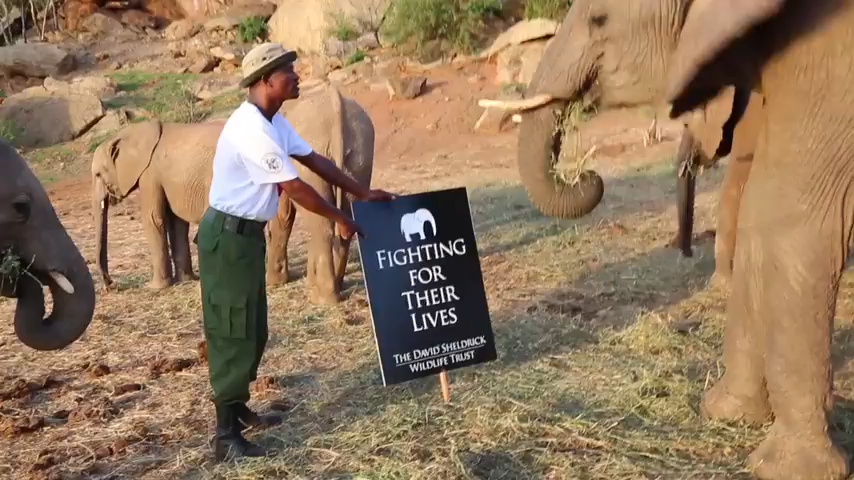 FIGHTING
FOR
THEIR
LIVES
THE DAVID SHELDRICK
WILDLIFE TRUST